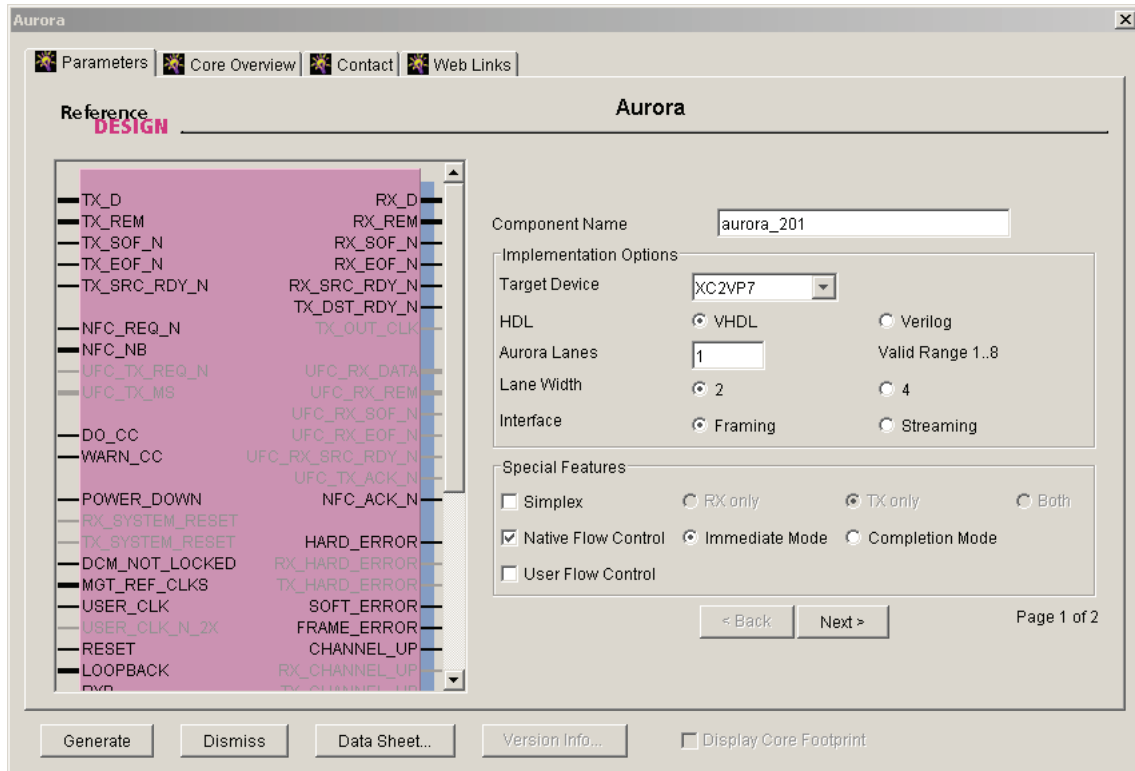 Aurora
Parameters
Core Overview
Contact
Web Links
Reference
DESIGN
Aurora
TX_D
RX_D
TX_REM
RX_REM
TX_SOF_N
RX_SOF_N
TX_EOF_N
RX_EOF_N
TX_SRC_RDY_N
RX_SRC_RDY_N
TX_DST_RDY_N
NFC_REQ_N
TX_OUT_CLK
NFC_NB
UFC_TX_REQ_N
UFC_RX_DATA
UFC_TX_MS
UFC_RX_REM
UFC_RX_SOF_N
DO_CC
UFC_RX_EOF_N
WARN_CC
UFC_RX_SRC_RDY_N
UFC_TX_ACK_N
POWER_DOWN
NFC_ACK_N
RX_SYSTEM_RESET
TX_SYSTEM_RESET
HARD_ERROR
DCM_NOT_LOCKED
RX_HARD_ERROR
MGT_REF_CLKS
TX_HARD_ERROR
USER_CLK
SOFT_ERROR
USER_CLK_N_2X
FRAME_ERROR
RESET
CHANNEL_UP
LOOPBACK
RX_CHANNEL_UP
TX_CHANNEL_UP
Component Name
aurora_201
Implementation Options
Target Device
XC2VP7
HDL
VHDL
Verilog
Aurora Lanes
1
Valid Range 1..8
Lane Width
2
4
Interface
Framing
Streaming
Special Features
Simplex
RX only
TX only
Both
Native Flow Control
Immediate Mode
Completion Mode
User Flow Control
< Back
Next >
Page 1 of 2
Generate
Dismiss
Data Sheet...
Version Info...
Display Core Footprint